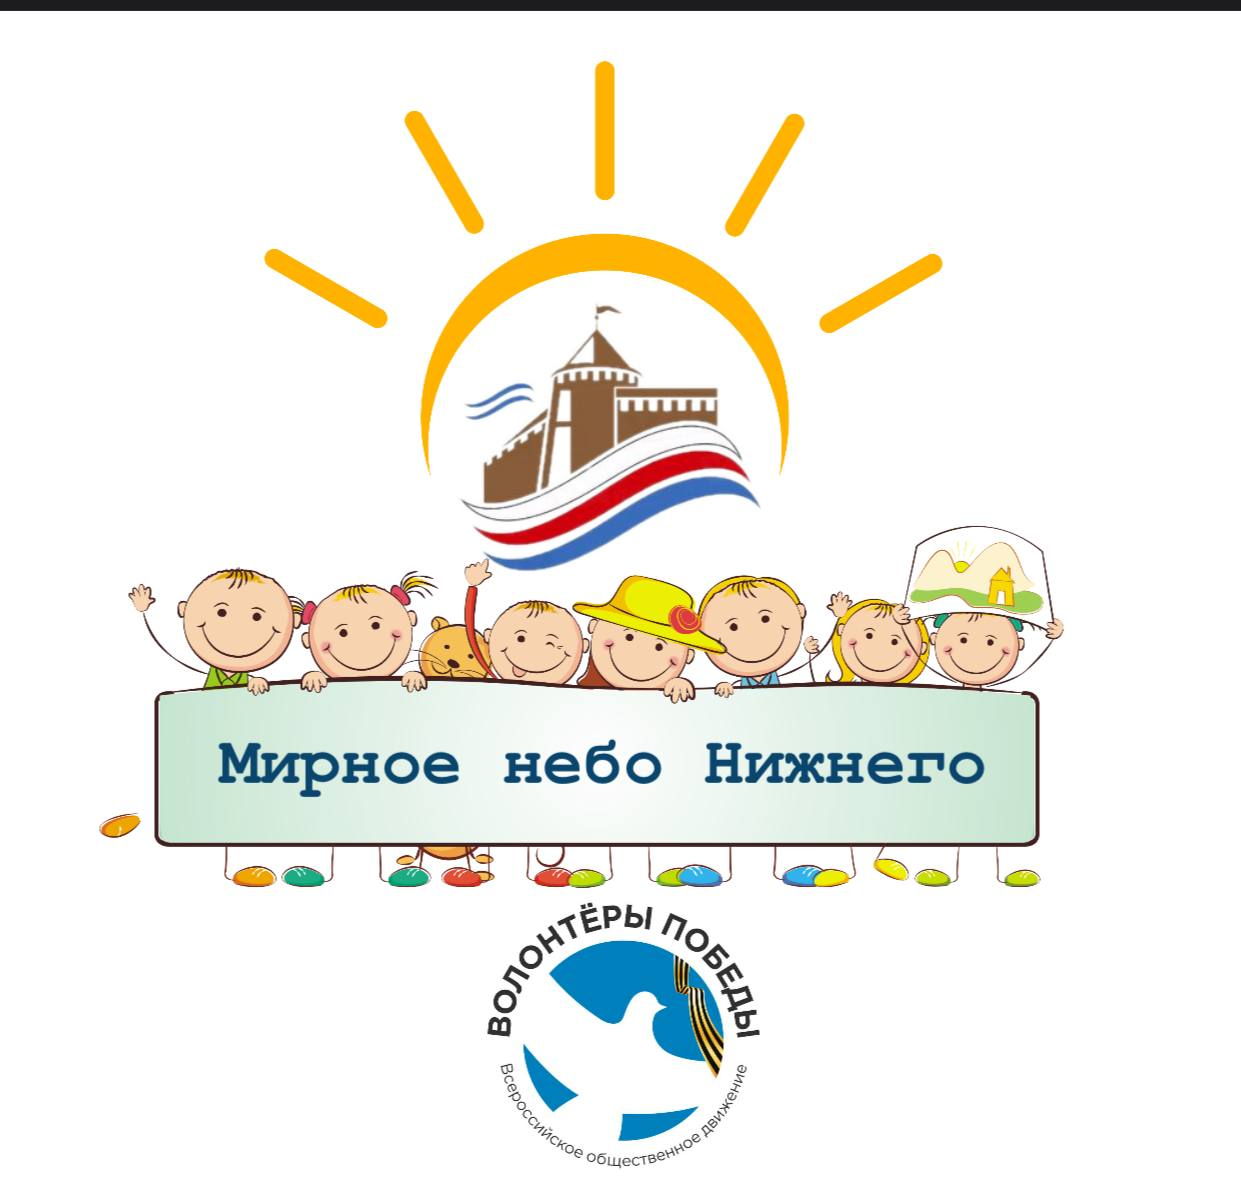 Мирное небо Нижнего
ВОЛОНТЁРЫ ПОБЕДЫ
Всероссийское общественное движение